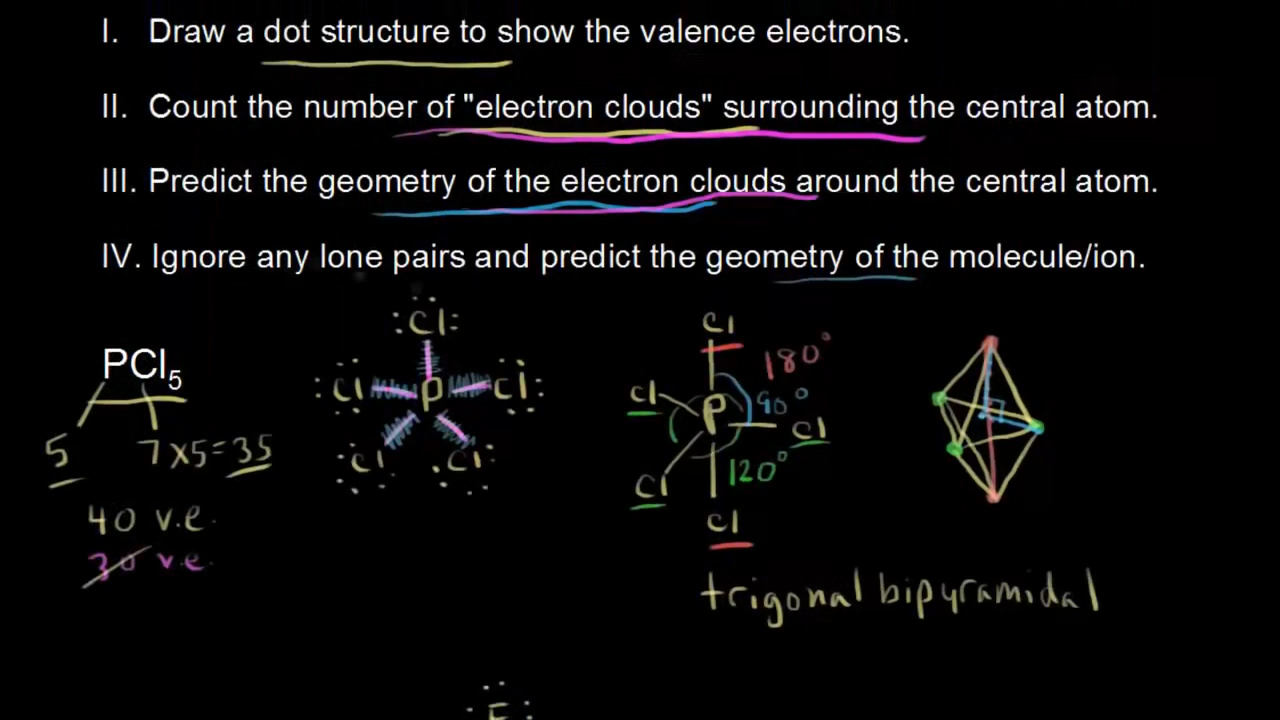 I. Draw a dot structure to show the valence electrons.
II. Count the number of "electron clouds" surrounding the central atom.
III. Predict the geometry of the electron clouds around the central atom.
IV. Ignore any lone pairs and predict the geometry of the molecule/ion.
:Cl:
Cl
180°
PCl5
:Cl P Cl:
Cl P 90°
Cl
5 7x5=35
:Cl .Cl:
120°
Cl
40 v.e.
Cl
30 v.e.
trigonal bipyramidal